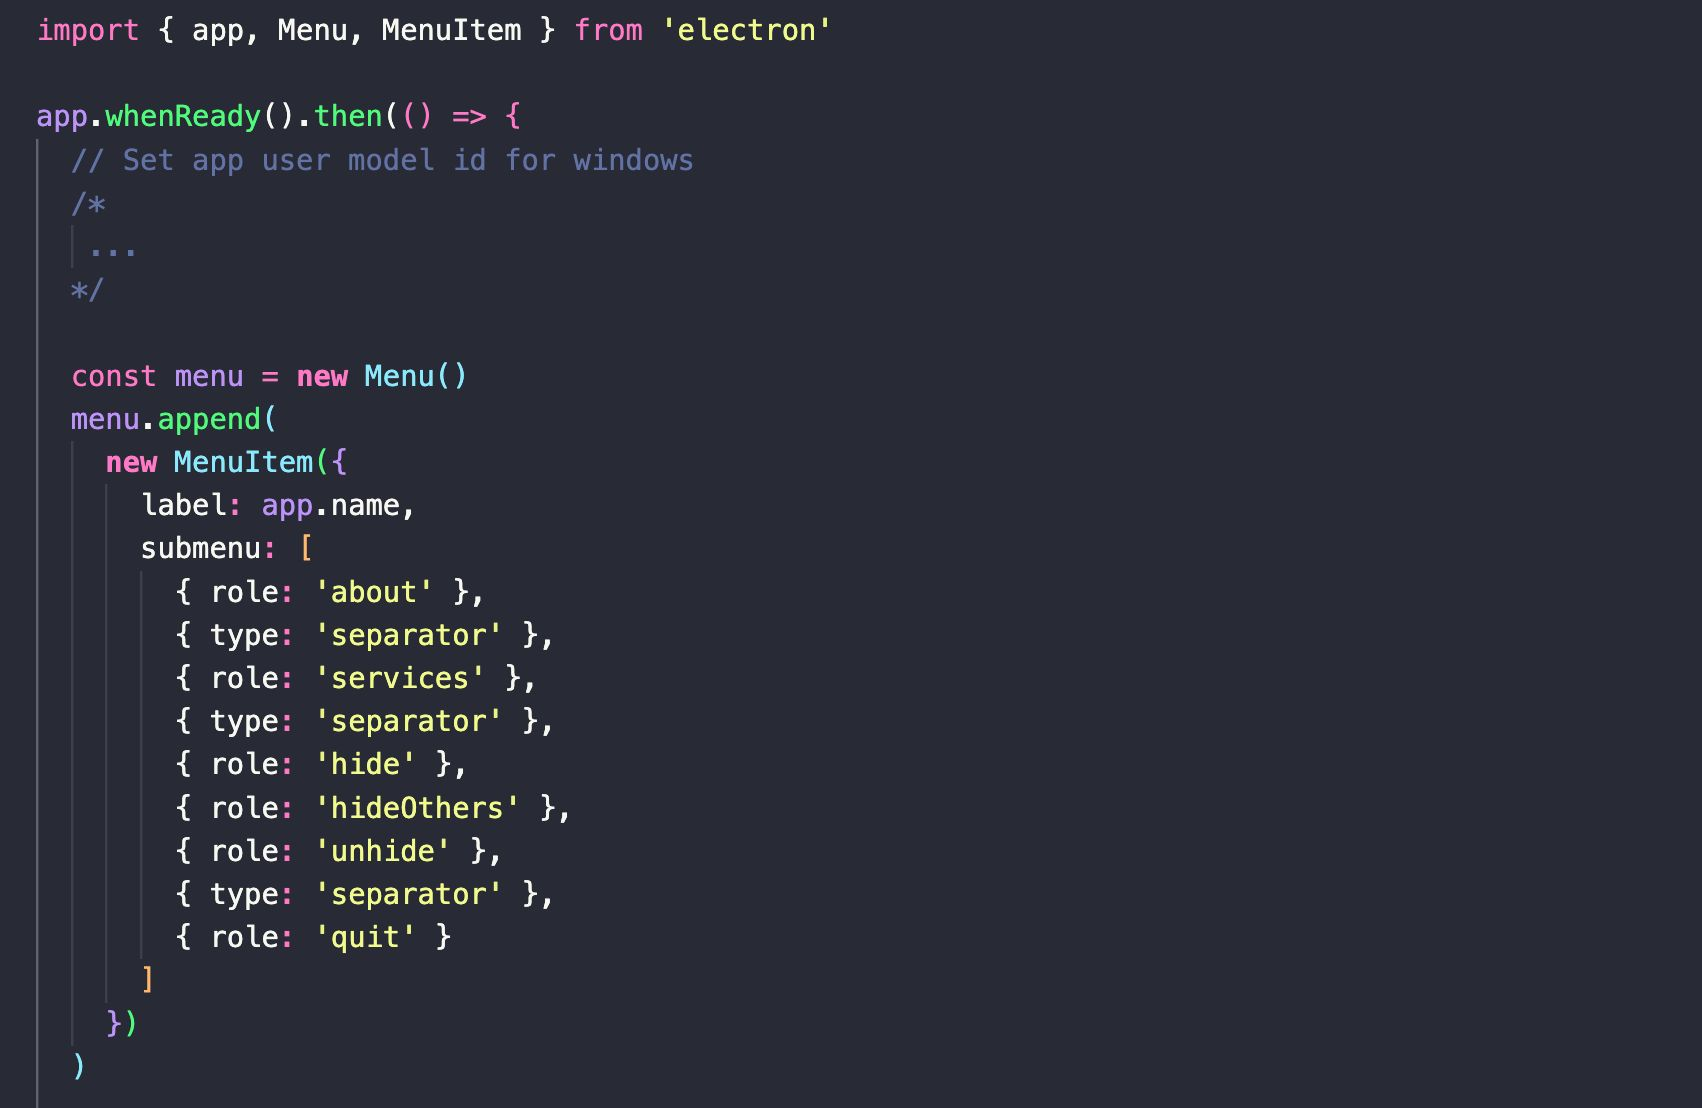 import { app, Menu, MenuItem } from 'electron'

app.whenReady().then(() => {
  // Set app user model id for windows
  /*
   ...
  */

  const menu = new Menu()
  menu.append(
    new MenuItem({
      label: app.name,
      submenu: [
        { role: 'about' },
        { type: 'separator' },
        { role: 'services' },
        { type: 'separator' },
        { role: 'hide' },
        { role: 'hideOthers' },
        { role: 'unhide' },
        { type: 'separator' },
        { role: 'quit' }
      ]
    })
  )